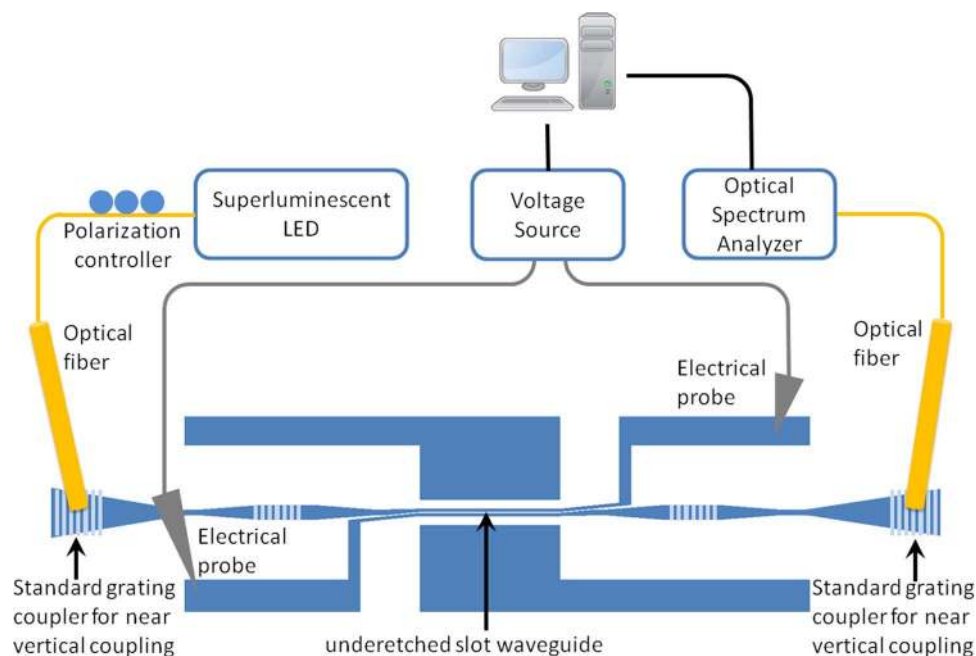 Superluminescent
LED
Voltage
Source
Optical
Spectrum
Analyzer
Polarization
controller
Optical
fiber
Optical
fiber
Electrical
probe
Electrical
probe
Standard grating
coupler for near
vertical coupling
underetched slot waveguide
Standard grating
coupler for near
vertical coupling